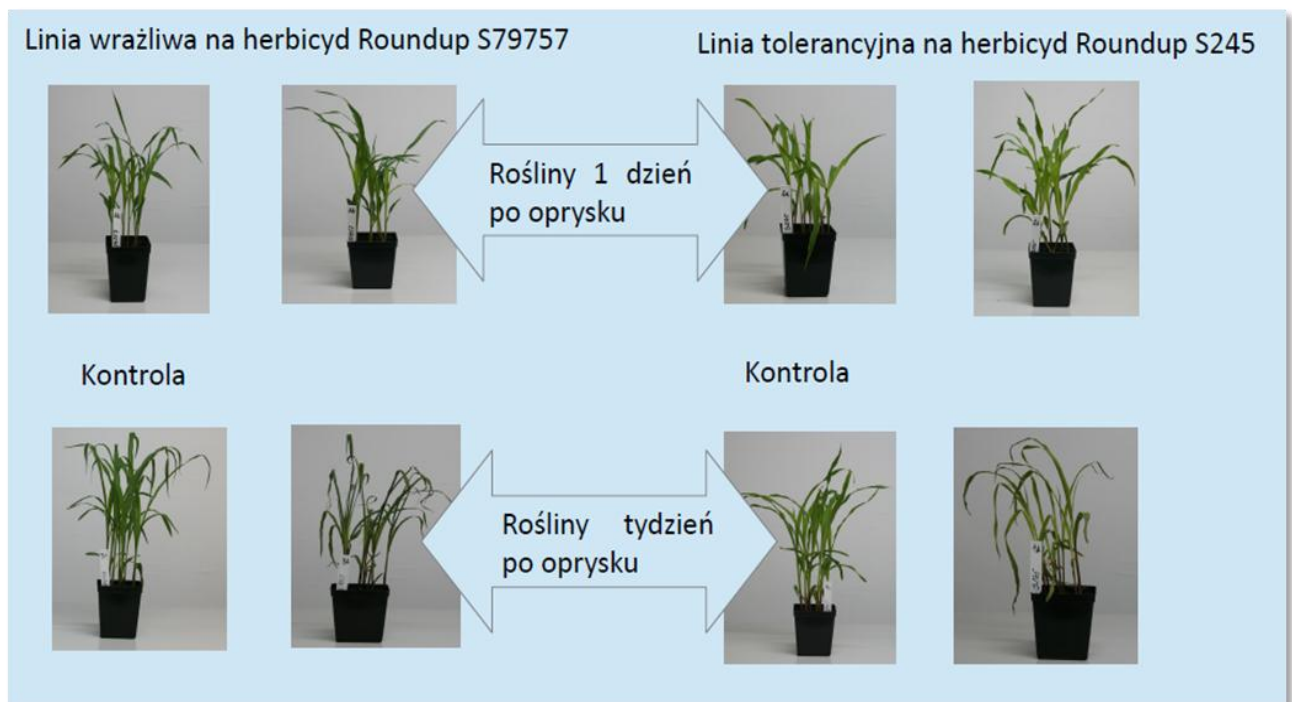 Linia wrażliwa na herbicyd Roundup S79757
Linia tolerancyjna na herbicyd Roundup S245
Rośliny 1 dzień
po oprysku
Kontrola
Kontrola
Rośliny tydzień
po oprysku